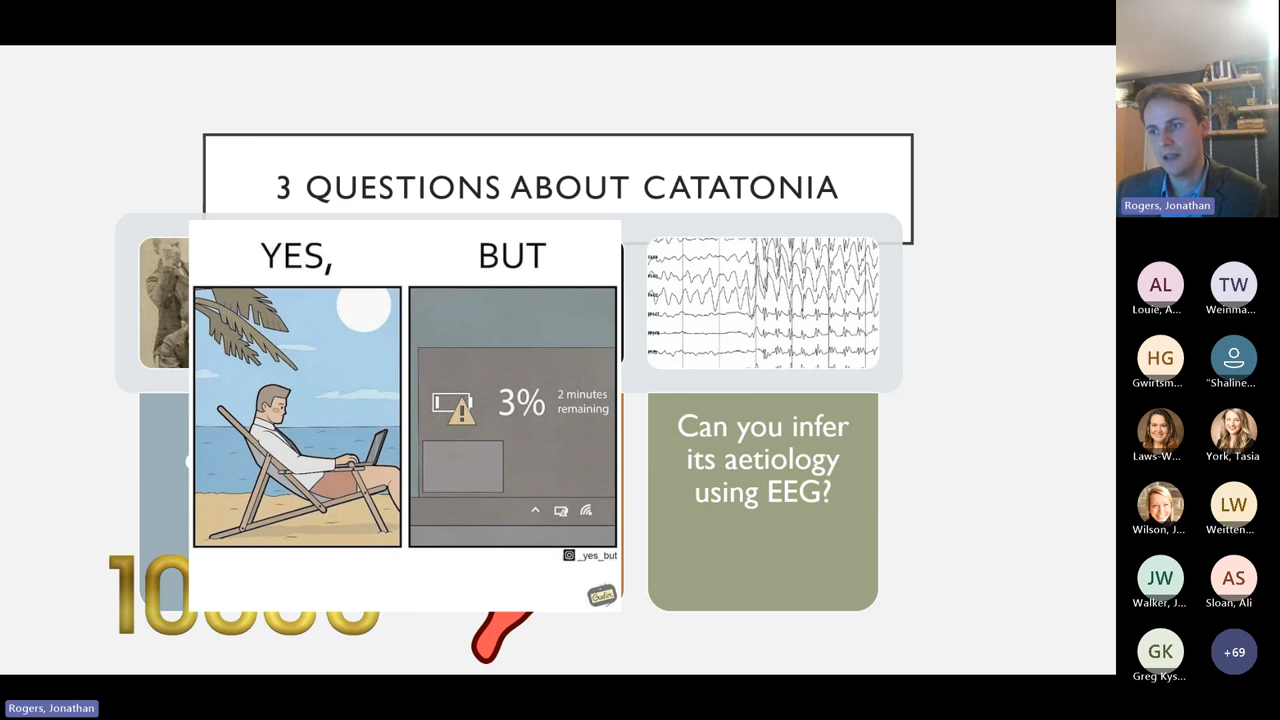 3 QUESTIONS ABOUT CATATONIA
YES,
BUT
3%
2 minutes
remaining
_yes_but
Gudim
Can you infer
its aetiology
using EEG?
10
Rogers, Jonathan
AL
Louie, A...
TW
Weinma...
HG
Gwirtsm...
"Shaline...
Laws-W...
York, Tasia
Wilson, J...
LW
Weitten...
JW
Walker, J...
AS
Sloan, Ali
GK
Greg Kys...
+69
Rogers, Jonathan